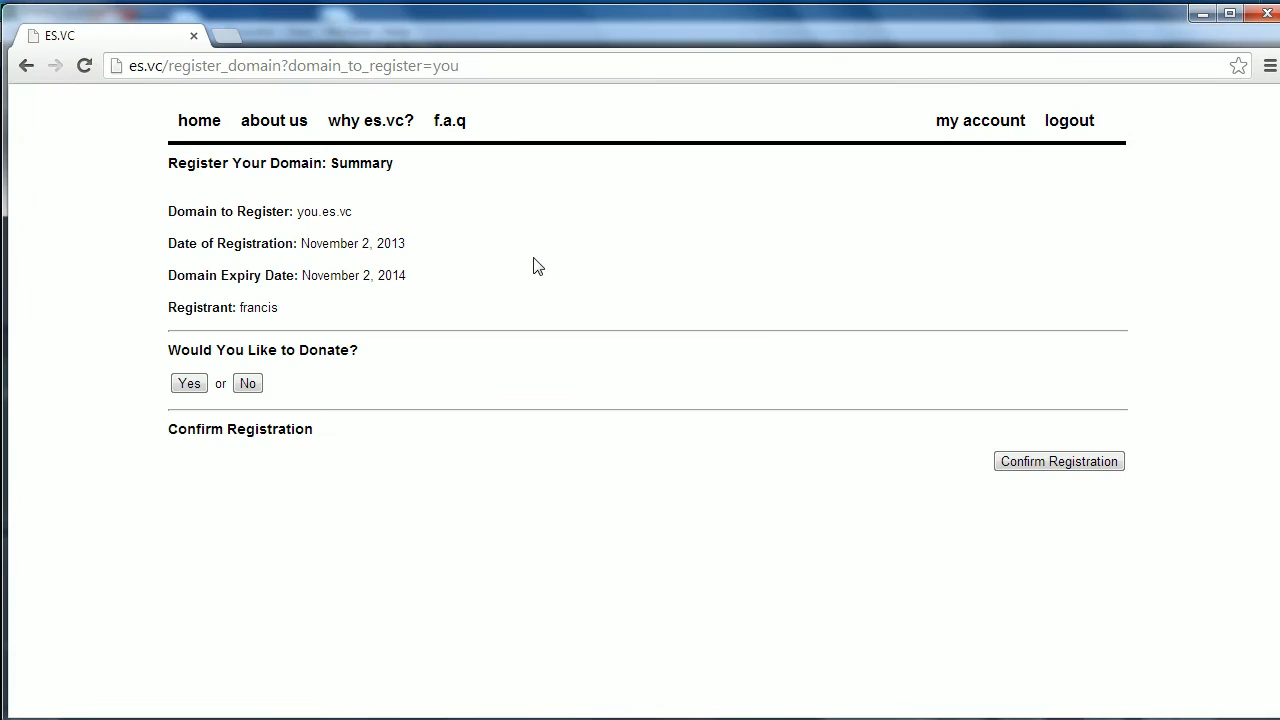 ES.VC
es.vc/register_domain?domain_to_register=you
home about us why es.vc? f.a.q my account logout
Register Your Domain: Summary
Domain to Register: you.es.vc
Date of Registration: November 2, 2013
Domain Expiry Date: November 2, 2014
Registrant: francis
Would You Like to Donate?
Yes or No
Confirm Registration
Confirm Registration